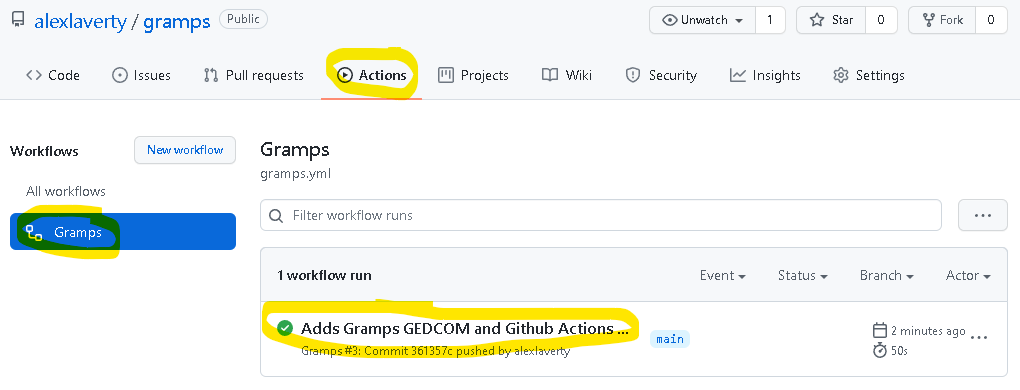 alexlaverty / gramps Public Unwatch 1 Star 0 Fork 0
Code Issues Pull requests Actions Projects Wiki Security Insights Settings
Workflows New workflow
All workflows
Gramps
Gramps
gramps.yml
Filter workflow runs
1 workflow run Event Status Branch Actor
Adds Gramps GEDCOM and Github Actions ... main 2 minutes ago
Gramps #3: Commit 361357c pushed by alexlaverty 50s